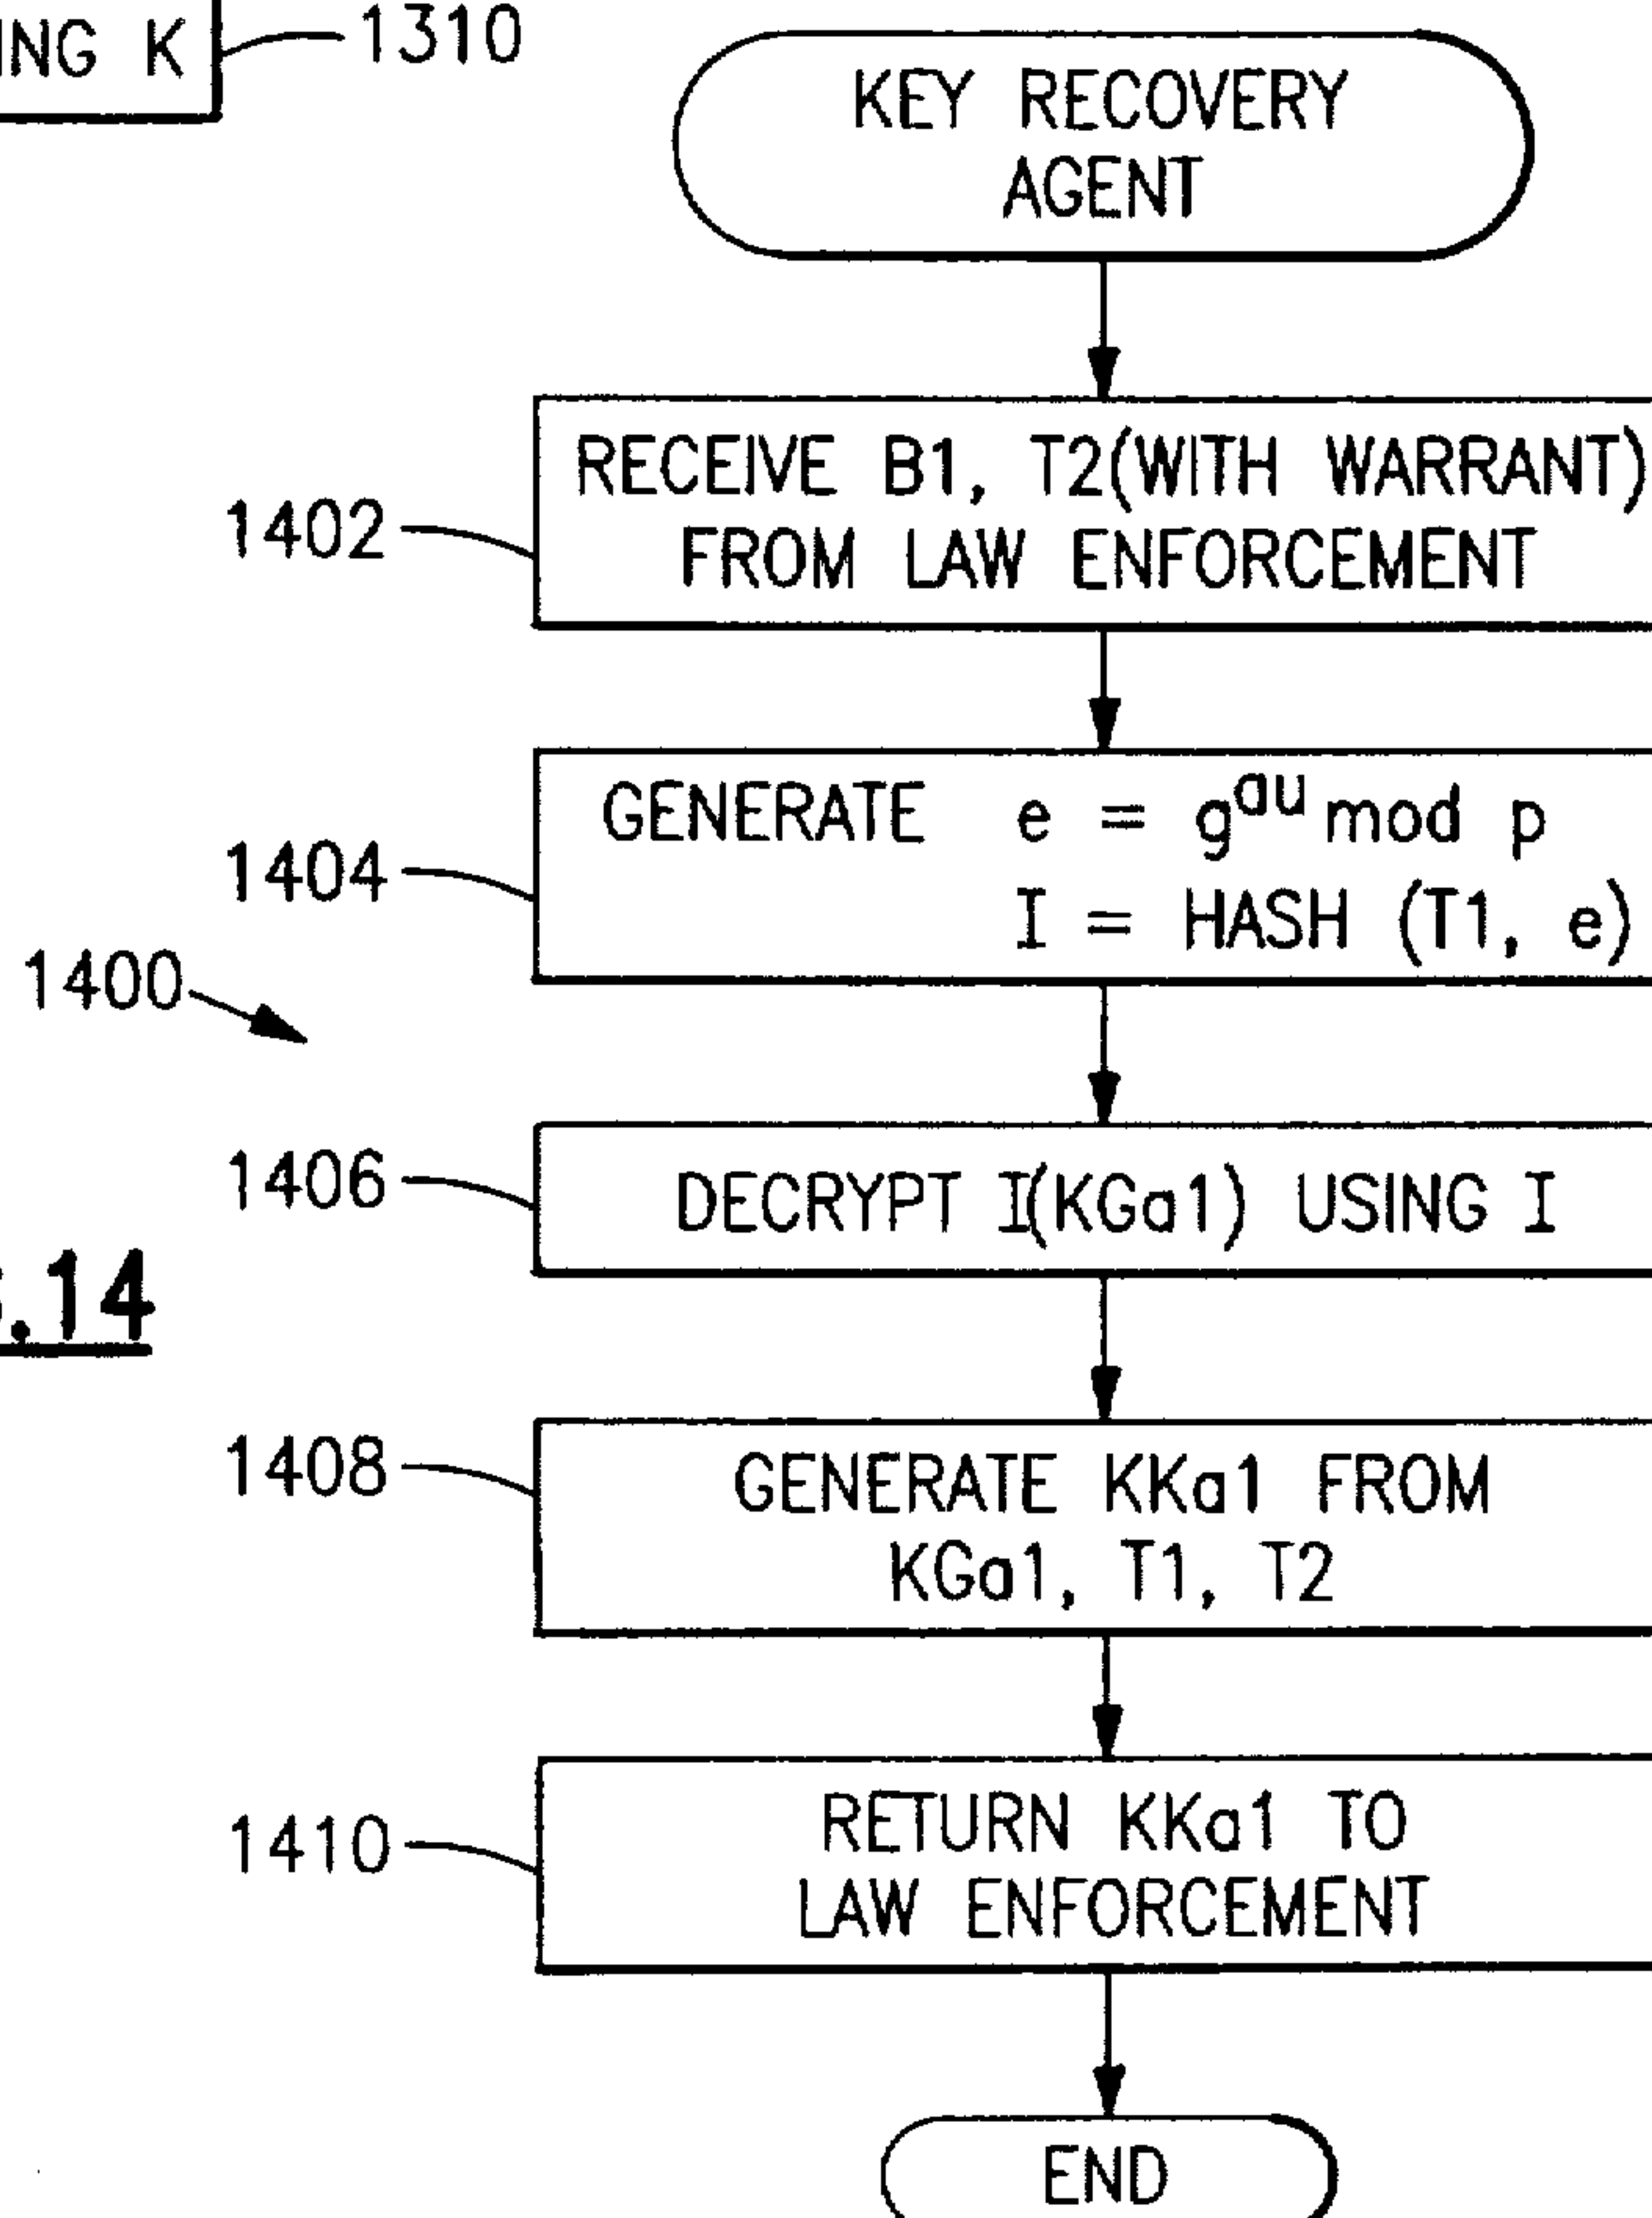 ING K
1310
KEY RECOVERY
AGENT
1402
RECEIVE B1, T2(WITH WARRANT)
FROM LAW ENFORCEMENT
1404
GENERATE e = g^au mod p
I = HASH (T1, e)
1400
1406
DECRYPT I(KGa1) USING I
.14
1408
GENERATE KKa1 FROM
KGa1, T1, T2
1410
RETURN KKa1 TO
LAW ENFORCEMENT
END